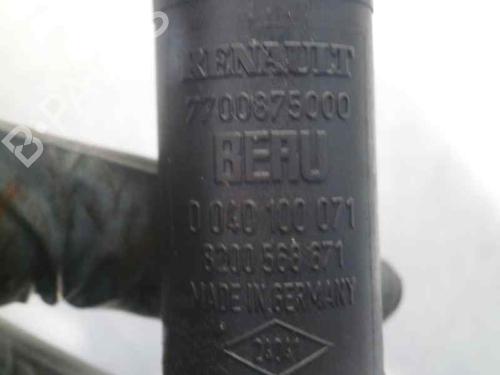 RENAULT
7700875000
BERU
0 040 100 071
8200 568 671
MADE IN GERMANY